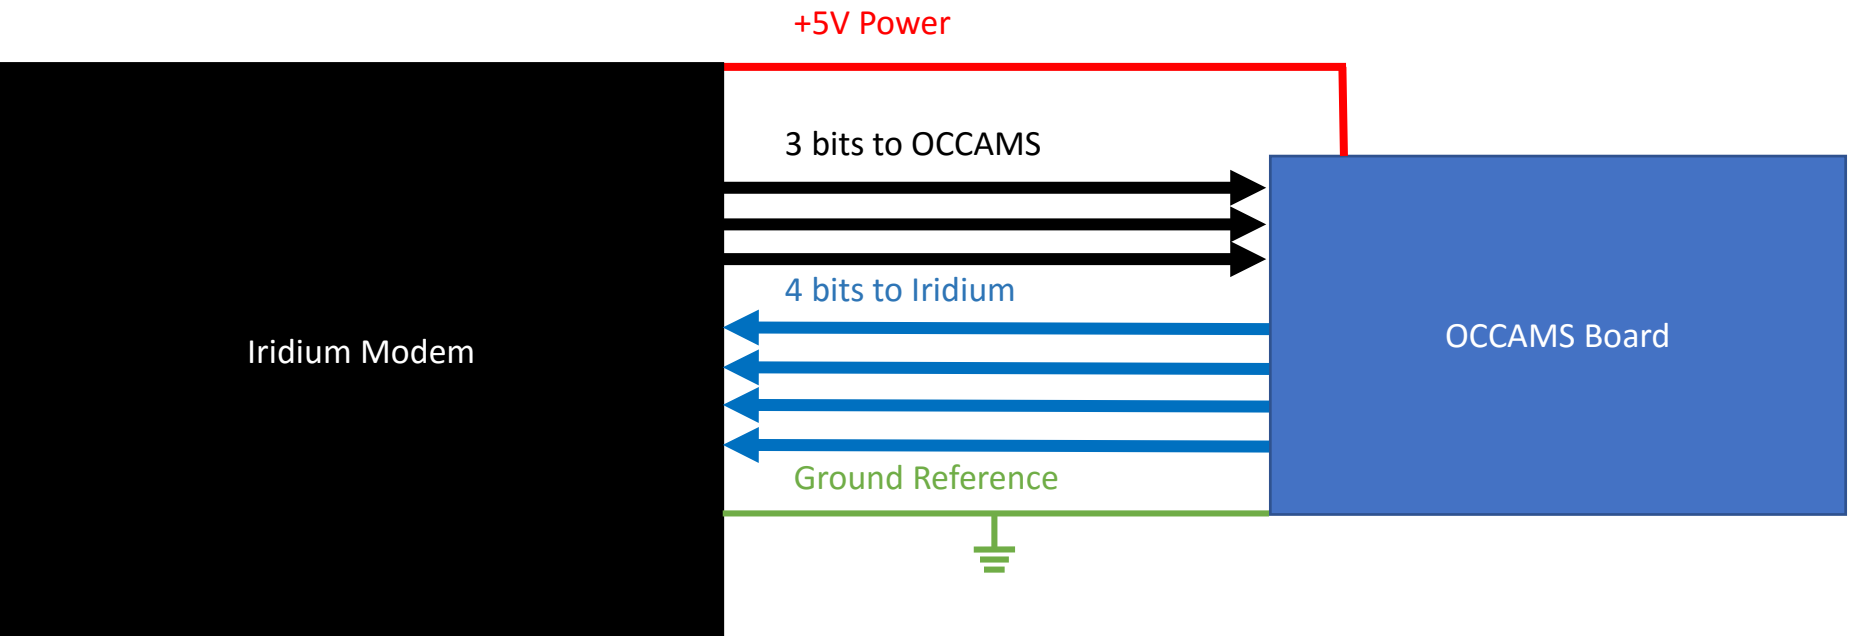 +5V Power
3 bits to OCCAMS
4 bits to Iridium
Iridium Modem
OCCAMS Board
Ground Reference